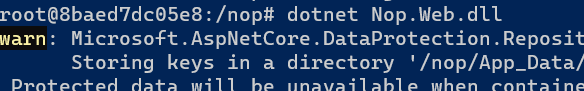 root@8baed7dc05e8:/nop# dotnet Nop.Web.dll
warn: Microsoft.AspNetCore.DataProtection.Reposit
Storing keys in a directory '/nop/App_Data/
Protected data will be unavailable when containe